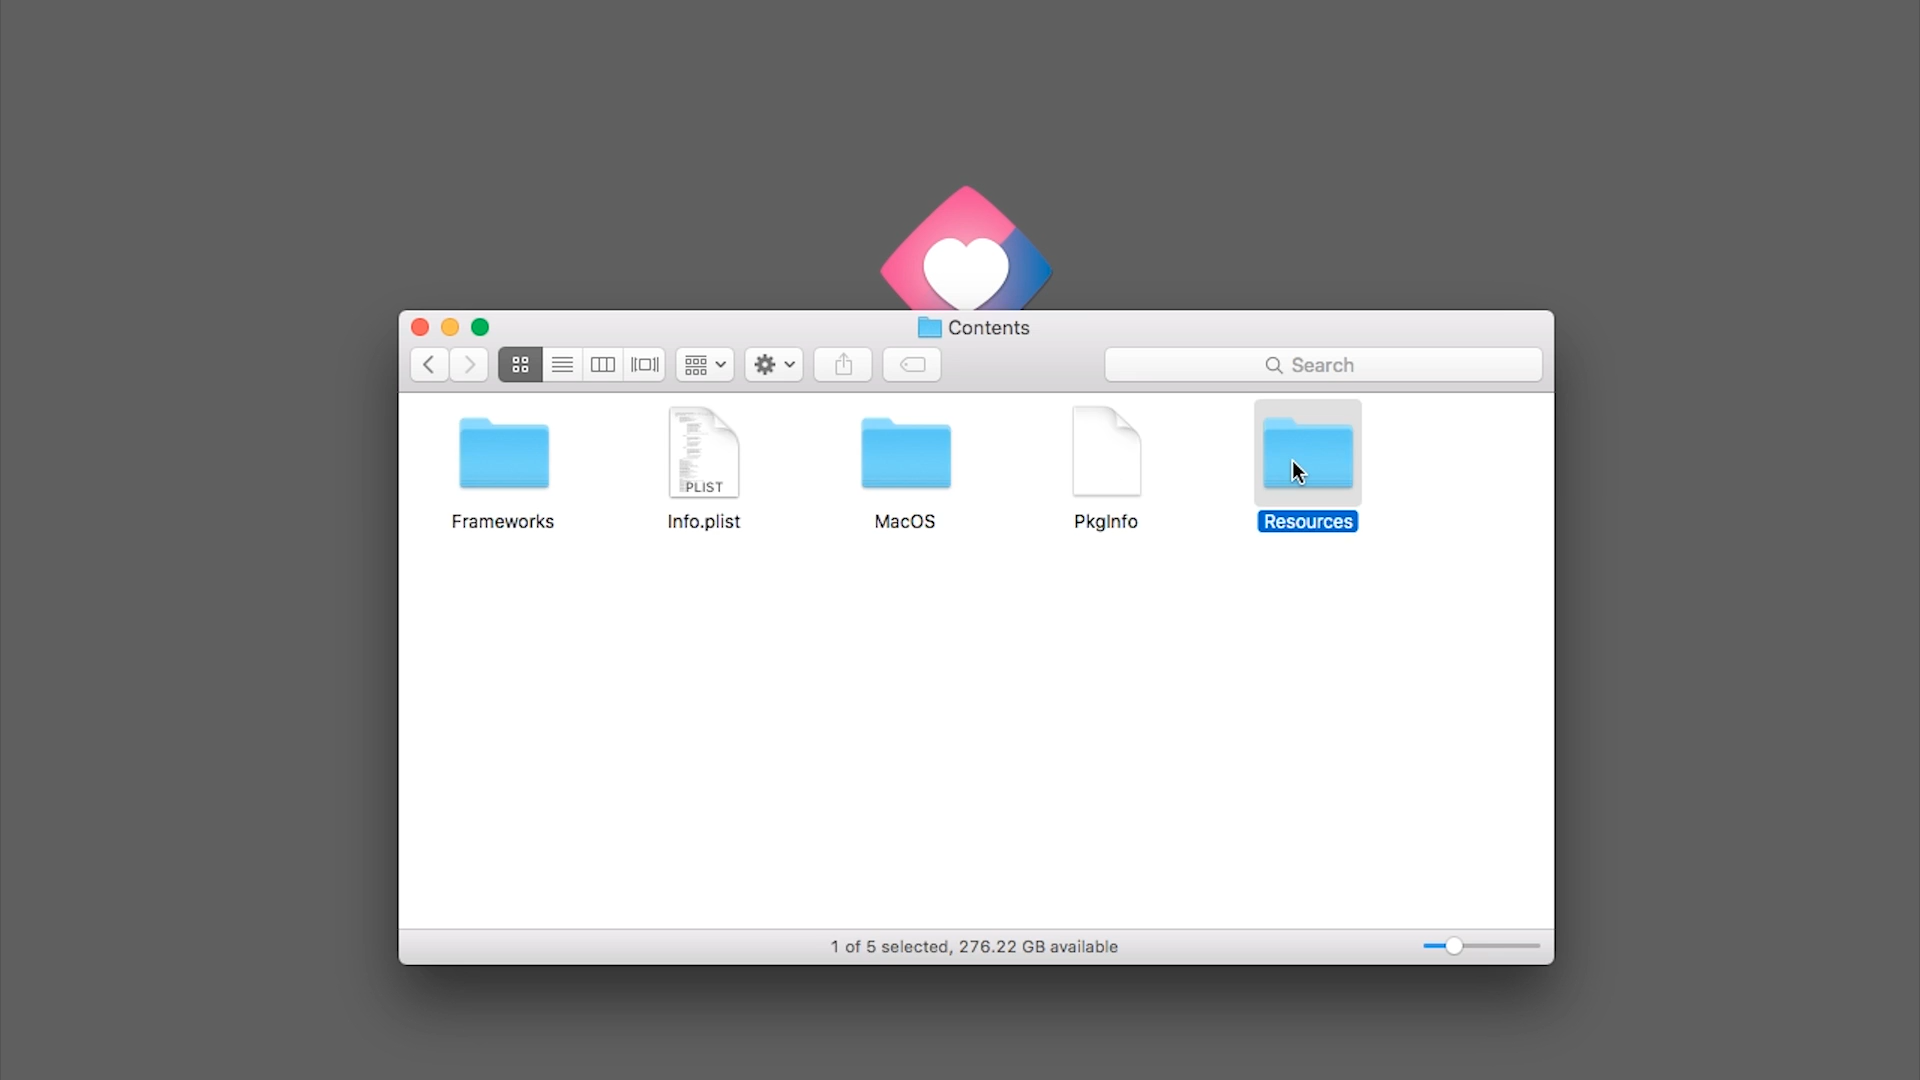 Contents
Search
PLIST
Frameworks
Info.plist
MacOS
PkgInfo
Resources
1 of 5 selected, 276.22 GB available